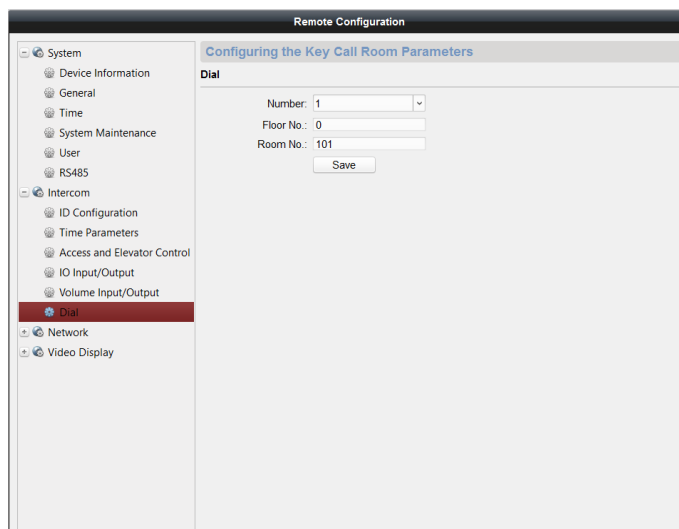 Remote Configuration
System
Device Information
General
Time
System Maintenance
User
RS485
Intercom
ID Configuration
Time Parameters
Access and Elevator Control
IO Input/Output
Volume Input/Output
Dial
Network
Video Display
Configuring the Key Call Room Parameters
Dial
Number: 1
Floor No.: 0
Room No.: 101
Save